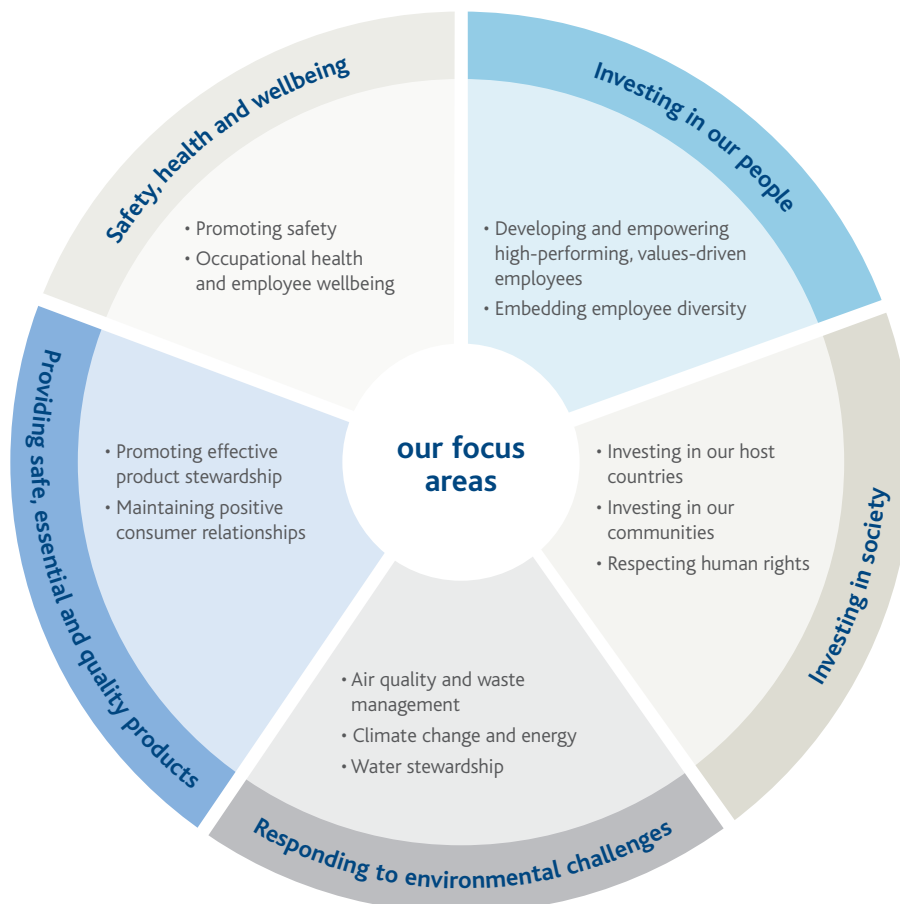 Safety, health and wellbeing
• Promoting safety
• Occupational health
and employee wellbeing
Investing in our people
• Developing and empowering
high-performing, values-driven
employees
• Embedding employee diversity
our focus
areas
Providing safe, essential and quality products
• Promoting effective
product stewardship
• Maintaining positive
consumer relationships
• Investing in our host
countries
• Investing in our
communities
• Respecting human rights
Investing in society
• Air quality and waste
management
• Climate change and energy
• Water stewardship
Responding to environmental challenges